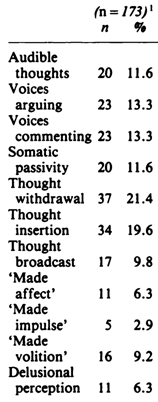 (n = 173)¹
n %
Audible
thoughts 20 11.6
Voices
arguing 23 13.3
Voices
commenting 23 13.3
Somatic
passivity 20 11.6
Thought
withdrawal 37 21.4
Thought
insertion 34 19.6
Thought
broadcast 17 9.8
‘Made
affect’ 11 6.3
‘Made
impulse’ 5 2.9
‘Made
volition’ 16 9.2
Delusional
perception 11 6.3